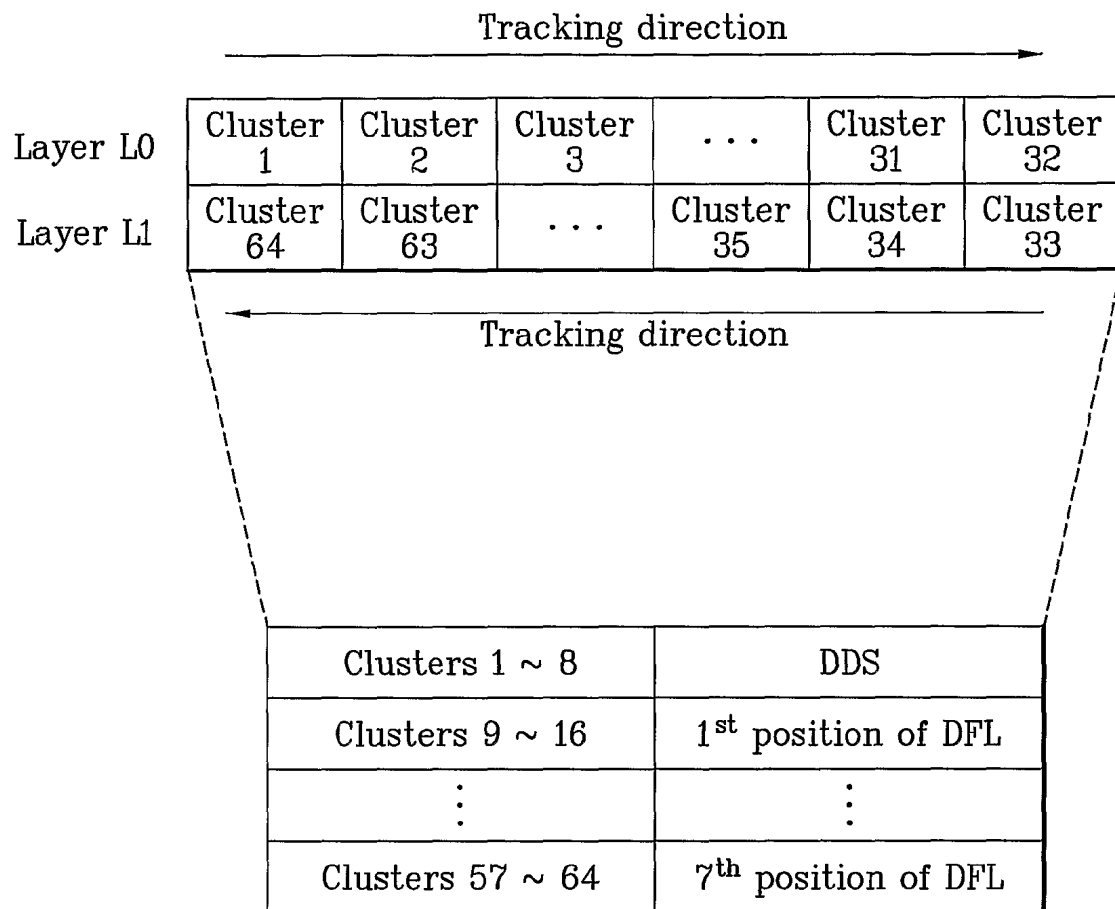 Tracking direction
Layer L0
Cluster 1
Cluster 2
Cluster 3
...
Cluster 31
Cluster 32
Layer L1
Cluster 64
Cluster 63
...
Cluster 35
Cluster 34
Cluster 33
Tracking direction
Clusters 1 ~ 8 DDS
Clusters 9 ~ 16 1st position of DFL
⋮ ⋮
Clusters 57 ~ 64 7th position of DFL